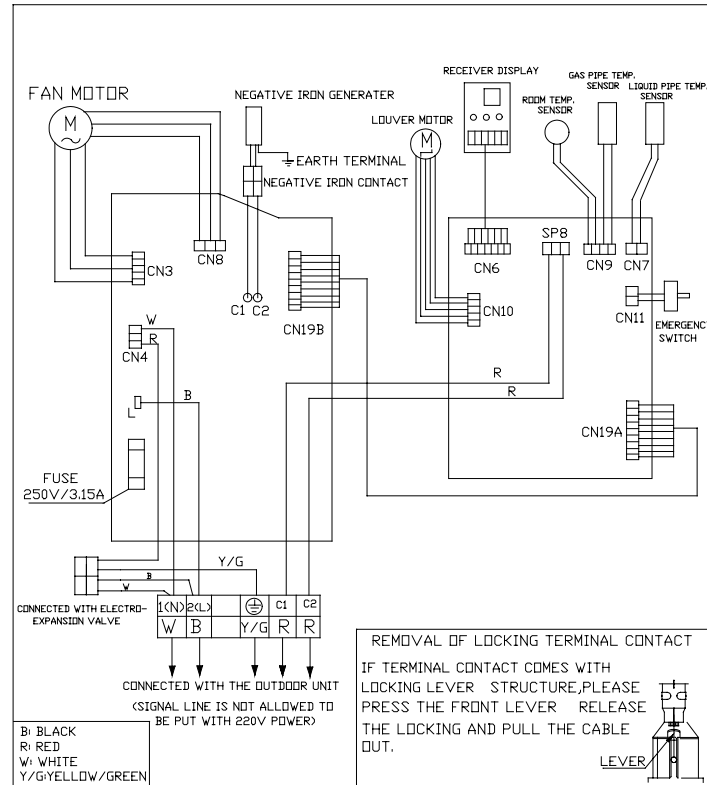 FAN MOTOR
M
NEGATIVE IRON GENERATER
EARTH TERMINAL
NEGATIVE IRON CONTACT
LOUVER MOTOR
M
RECEIVER DISPLAY
ROOM TEMP.
SENSOR
GAS PIPE TEMP.
SENSOR
LIQUID PIPE TEMP.
SENSOR
CN3
CN8
C1 C2
CN19B
CN6
SP8
CN9
CN7
CN10
CN11
EMERGENC
SWITCH
W
R
CN4
B
L
R
R
CN19A
FUSE
250V/3.15A
Y/G
B
W
CONNECTED WITH ELECTRO-
EXPANSION VALVE
1(N) 2(L) C1 C2
W B Y/G R R
CONNECTED WITH THE OUTDOOR UNIT
(SIGNALL LINE IS NOT ALLOWED TO
BE PUT WITH 220V POWER)
B: BLACK
R: RED
W: WHITE
Y/G:YELLOW/GREEN
REMOVAL OF LOCKING TERMINAL CONTACT
IF TERMINAL CONTACT COMES WITH
LOCKING LEVER STRUCTURE,PLEASE
PRESS THE FRONT LEVER RELEASE
THE LOCKING AND PULL THE CABLE
OUT.
LEVER